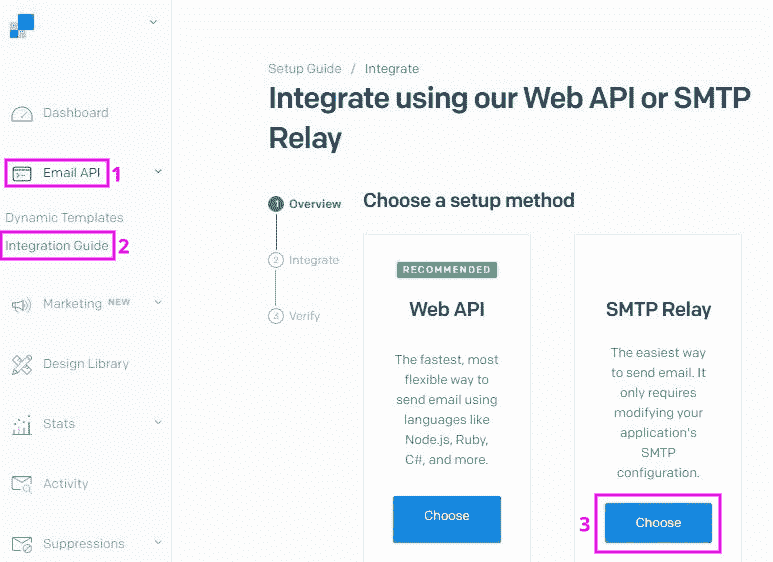 Dashboard
Email API 1
Dynamic Templates
Integration Guide 2
Marketing NEW
Design Library
Stats
Activity
Suppressions
Setup Guide / Integrate
Integrate using our Web API or SMTP
Relay
1 Overview
2 Integrate
3 Verify
Choose a setup method
RECOMMENDED
Web API
The fastest, most
flexible way to
send email using
languages like
Node.js, Ruby,
C#, and more.
Choose
SMTP Relay
The easiest way
to send email. It
only requires
modifying your
application's
SMTP
configuration.
3 Choose